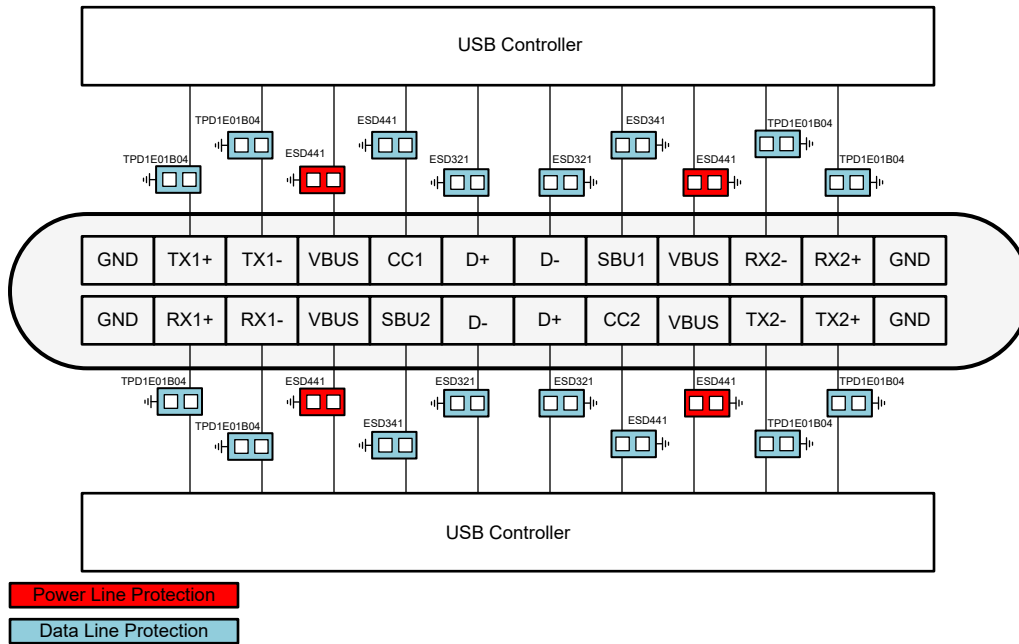 USB Controller
TPD1E01B04
ESD441
ESD341
TPD1E01B04
TPD1E01B04
ESD441
ESD321
ESD321
ESD441
TPD1E01B04
GND TX1+ TX1- VBUS CC1 D+ D- SBU1 VBUS RX2- RX2+ GND
GND RX1+ RX1- VBUS SBU2 D- D+ CC2 VBUS TX2- TX2+ GND
TPD1E01B04
ESD441
ESD321
ESD321
ESD441
TPD1E01B04
TPD1E01B04
ESD341
ESD441
TPD1E01B04
USB Controller
Power Line Protection
Data Line Protection